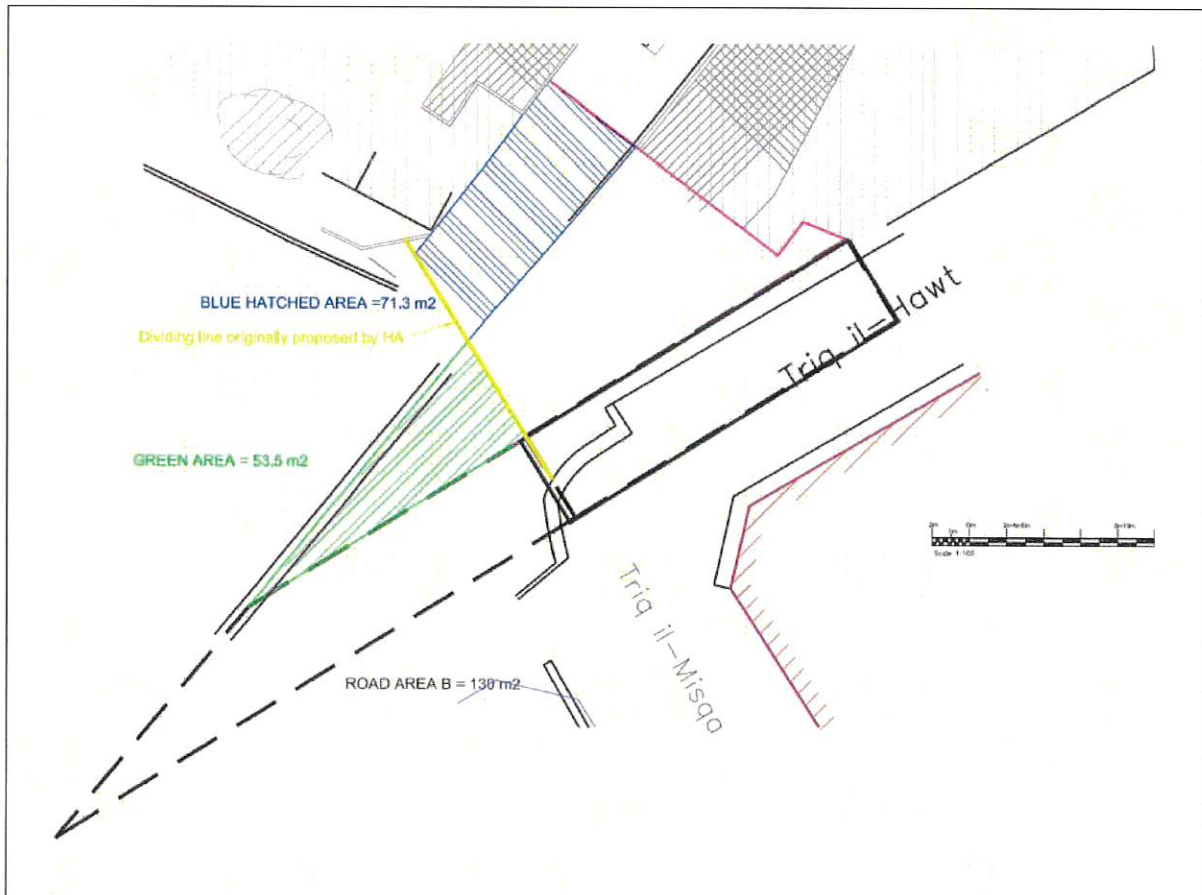 BLUE HATCHED AREA =71.3 m2
Dividing line originally proposed by HA
Triq il-Hawt
GREEN AREA = 53.5 m2
Scale 1:100
Triq il-Misqa
ROAD AREA B = 130 m2